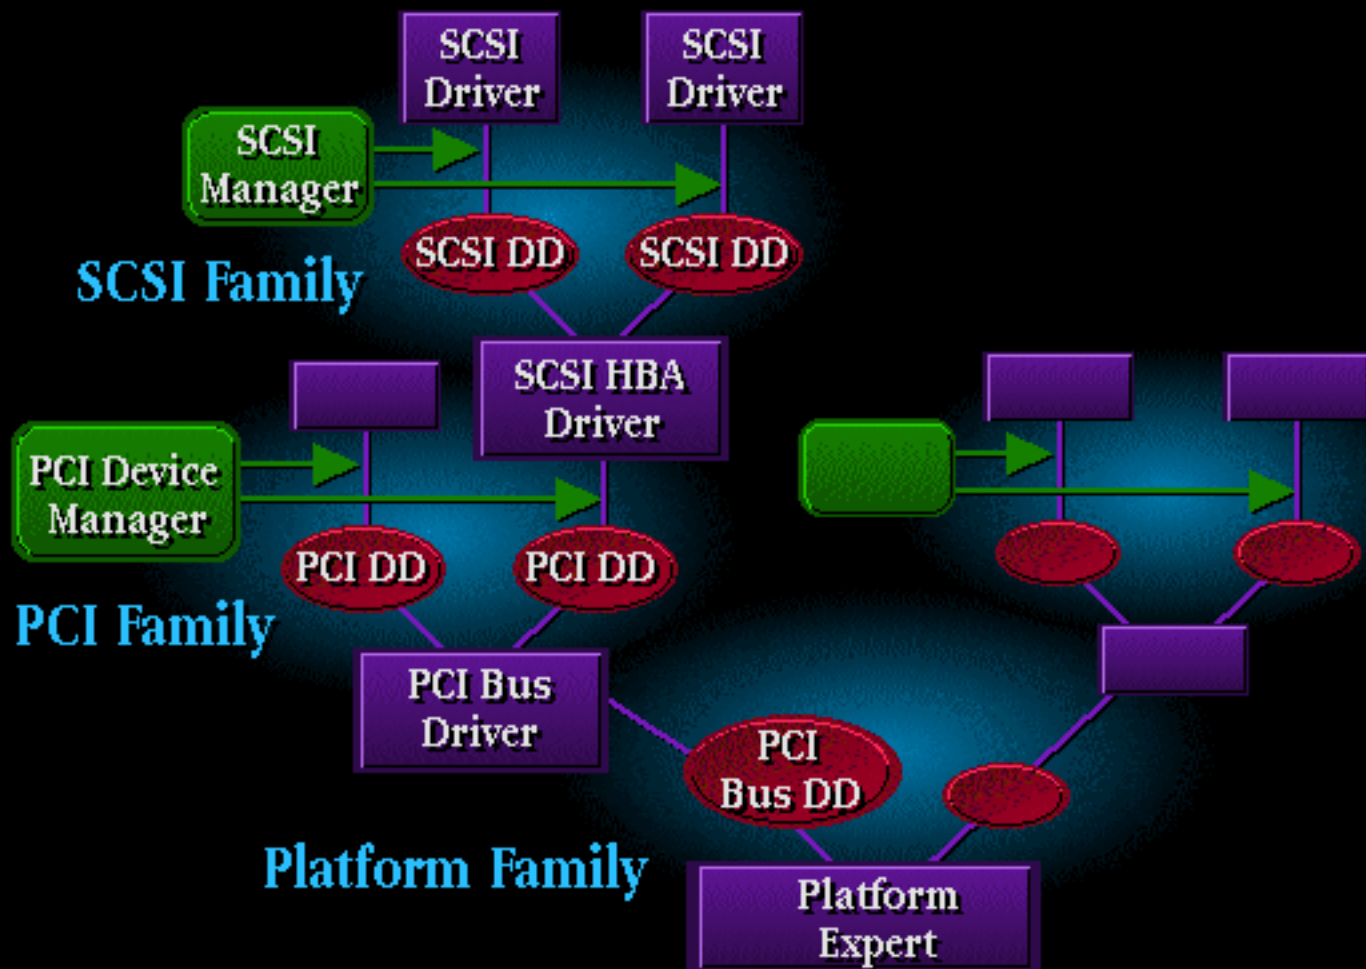 SCSI
Driver
SCSI
Driver
SCSI
Manager
SCSI DD
SCSI DD
SCSI Family
SCSI HBA
Driver
PCI Device
Manager
PCI DD
PCI DD
PCI Family
PCI Bus
Driver
PCI
Bus DD
Platform Family
Platform
Expert